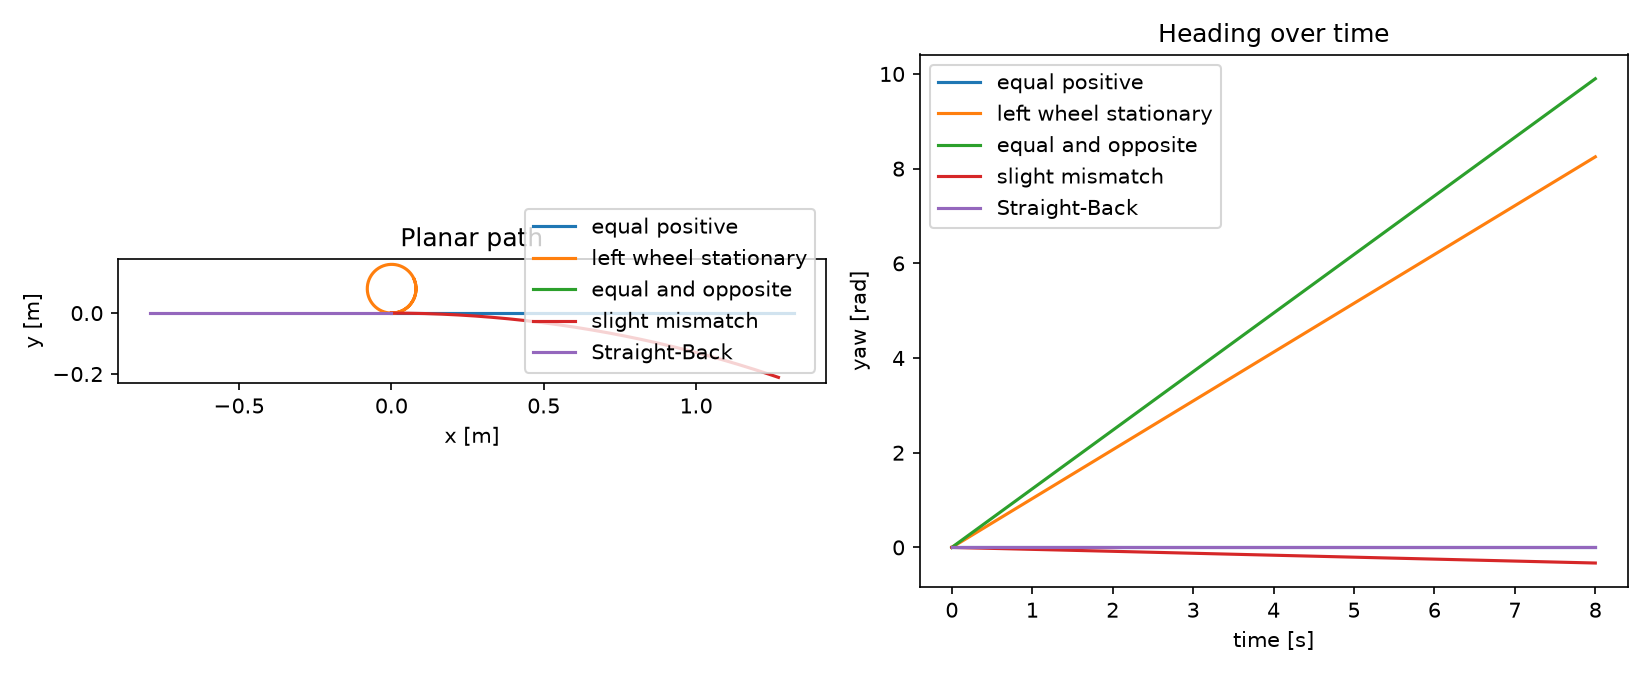 Planar path
equal positive
left wheel stationary
equal and opposite
slight mismatch
Straight-Back
0.0
−0.2
y [m]
−0.5
0.0
0.5
1.0
x [m]
Heading over time
equal positive
left wheel stationary
equal and opposite
slight mismatch
Straight-Back
10
8
6
4
2
0
yaw [rad]
0
1
2
3
4
5
6
7
8
time [s]